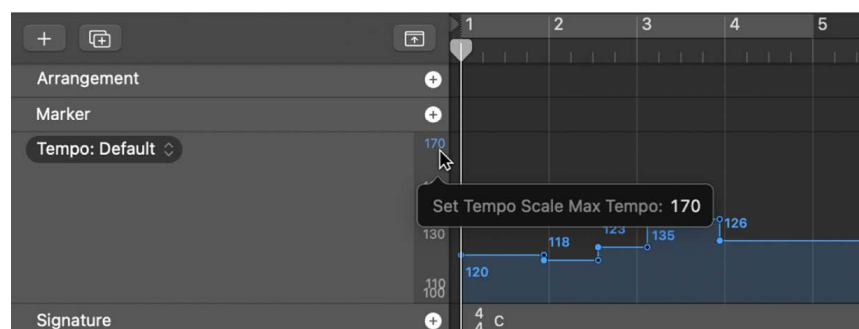 1 2 3 4 5
Arrangement
Marker
Tempo: Default
170
Set Tempo Scale Max Tempo: 170
130
120
118
123
135
126
110
100
Signature
4
4 C